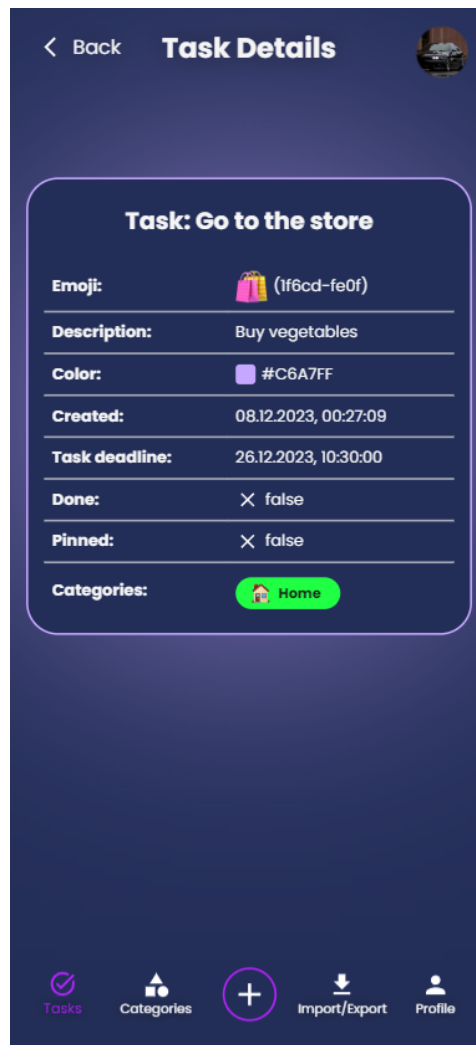 Back Task Details
Task: Go to the store
Emoji: (1f6cd-fe0f)
Description: Buy vegetables
Color: #C6A7FF
Created: 08.12.2023, 00:27:09
Task deadline: 26.12.2023, 10:30:00
Done: false
Pinned: false
Categories: Home
Tasks Categories Import/Export Profile